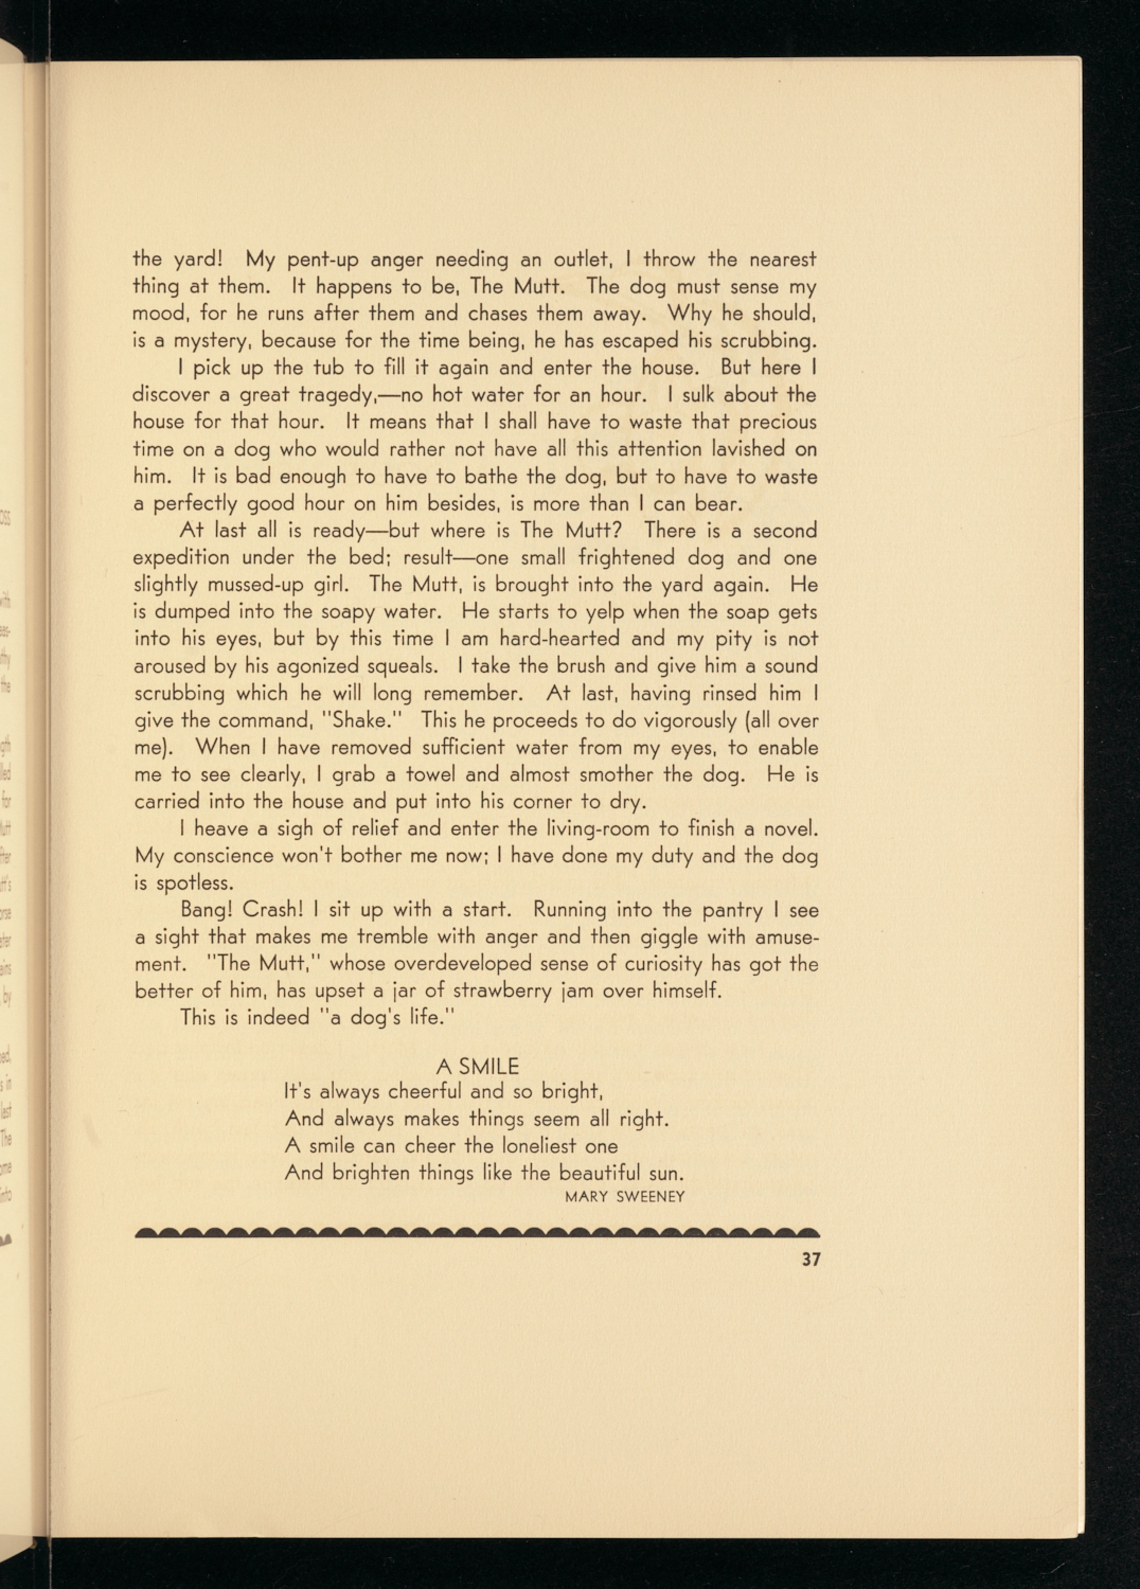 the yard! My pent-up anger needing an outlet, I throw the nearest
thing at them. It happens to be, The Mutt. The dog must sense my
mood, for he runs after them and chases them away. Why he should,
is a mystery, because for the time being, he has escaped his scrubbing.
I pick up the tub to fill it again and enter the house. But here I
discover a great tragedy,—no hot water for an hour. I sulk about the
house for that hour. It means that I shall have to waste that precious
time on a dog who would rather not have all this attention lavished on
him. It is bad enough to have to bathe the dog, but to have to waste
a perfectly good hour on him besides, is more than I can bear.
At last all is ready—but where is The Mutt? There is a second
expedition under the bed; result—one small frightened dog and one
slightly mussed-up girl. The Mutt, is brought into the yard again. He
is dumped into the soapy water. He starts to yelp when the soap gets
into his eyes, but by this time I am hard-hearted and my pity is not
aroused by his agonized squeals. I take the brush and give him a sound
scrubbing which he will long remember. At last, having rinsed him I
give the command, "Shake." This he proceeds to do vigorously (all over
me). When I have removed sufficient water from my eyes, to enable
me to see clearly, I grab a towel and almost smother the dog. He is
carried into the house and put into his corner to dry.
I heave a sigh of relief and enter the living-room to finish a novel.
My conscience won't bother me now; I have done my duty and the dog
is spotless.
Bang! Crash! I sit up with a start. Running into the pantry I see
a sight that makes me tremble with anger and then giggle with amuse-
ment. "The Mutt," whose overdeveloped sense of curiosity has got the
better of him, has upset a jar of strawberry jam over himself.
This is indeed "a dog's life."
A SMILE
It's always cheerful and so bright,
And always makes things seem all right.
A smile can cheer the loneliest one
And brighten things like the beautiful sun.
MARY SWEENEY
37